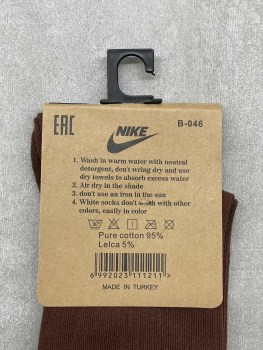 EAC
B-046
NIKE
1. Wash in warm water with neutral
detergent, don't wring dry and use
dry towels to absorb excess water
2. Air dry in the shade
3. don't use an iron in the sun
4. White socks don't wash with other
colors, easily in color
Pure cotton 95%
Lelca 5%
6 992023 111211 >
MADE IN TURKEY